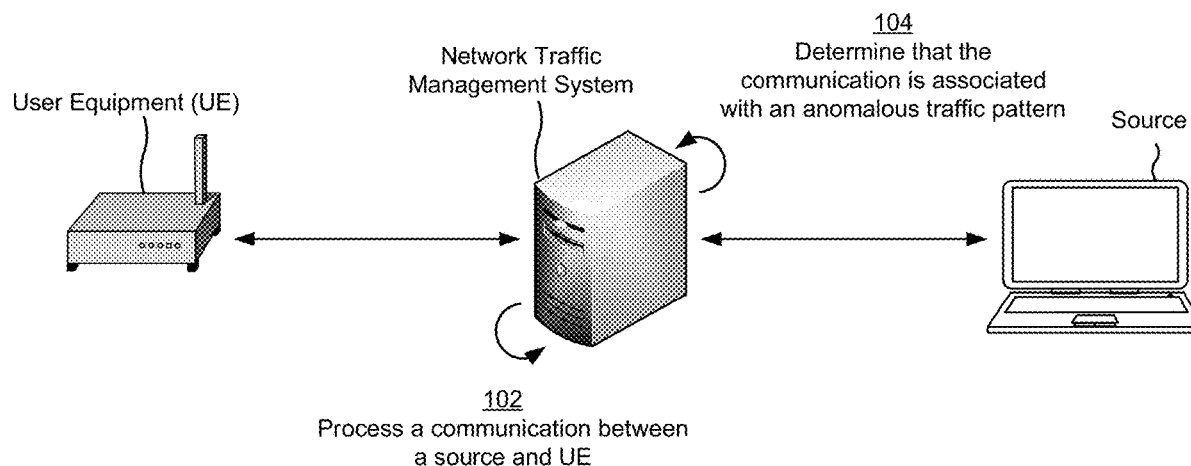 104
Determine that the
communication is associated
with an anomalous traffic pattern
Network Traffic
Management System
User Equipment (UE)
Source
102
Process a communication between
a source and UE